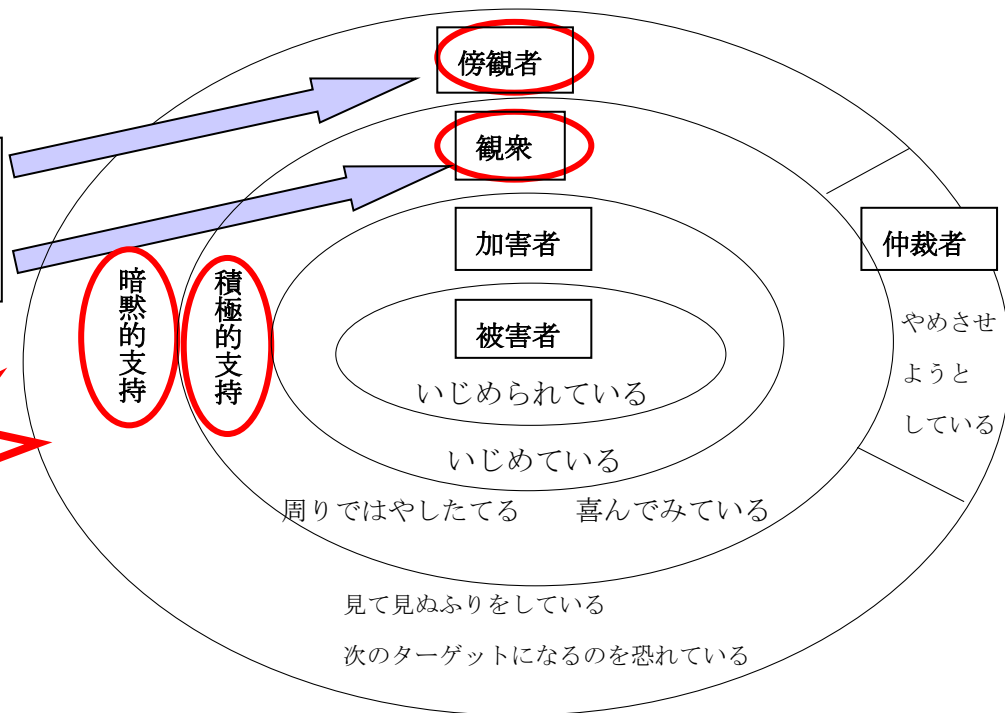 傍観者
観衆
加害者
仲裁者
暗黙的支持
積極的支持
被害者
やめさせ
ようと
している
いじめられている
いじめている
周りではやしたてる　喜んでみている
見て見ぬふりをしている
次のターゲットになるのを恐れている